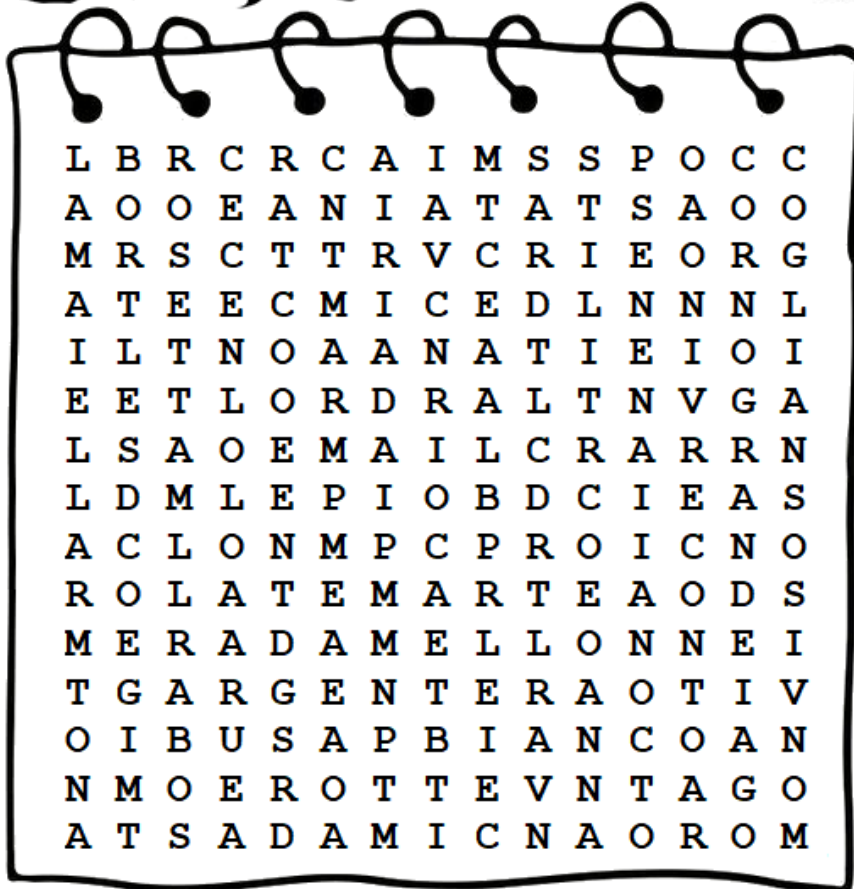 L B R C R C A I M S S P O C C
A O O E A N I A T A T S A O O
M R S C T T R V C R I E O R G
A T E E C M I C E D L N N N L
I L T N O A A N A T I E I O I
E E T L O R D R A L T N V G A
L S A O E M A I L C R A R R N
L D M L E P I O B D C I E A S
A C L O N M P C P R O I C N O
R O L A T E M A R T E A O D S
M E R A D A M E L L O N N E I
T G A R G E N T E R A O T I V
O I B U S A P B I A N C O A N
N M O E R O T T E V N T A G O
A T S A D A M I C N A O R O M